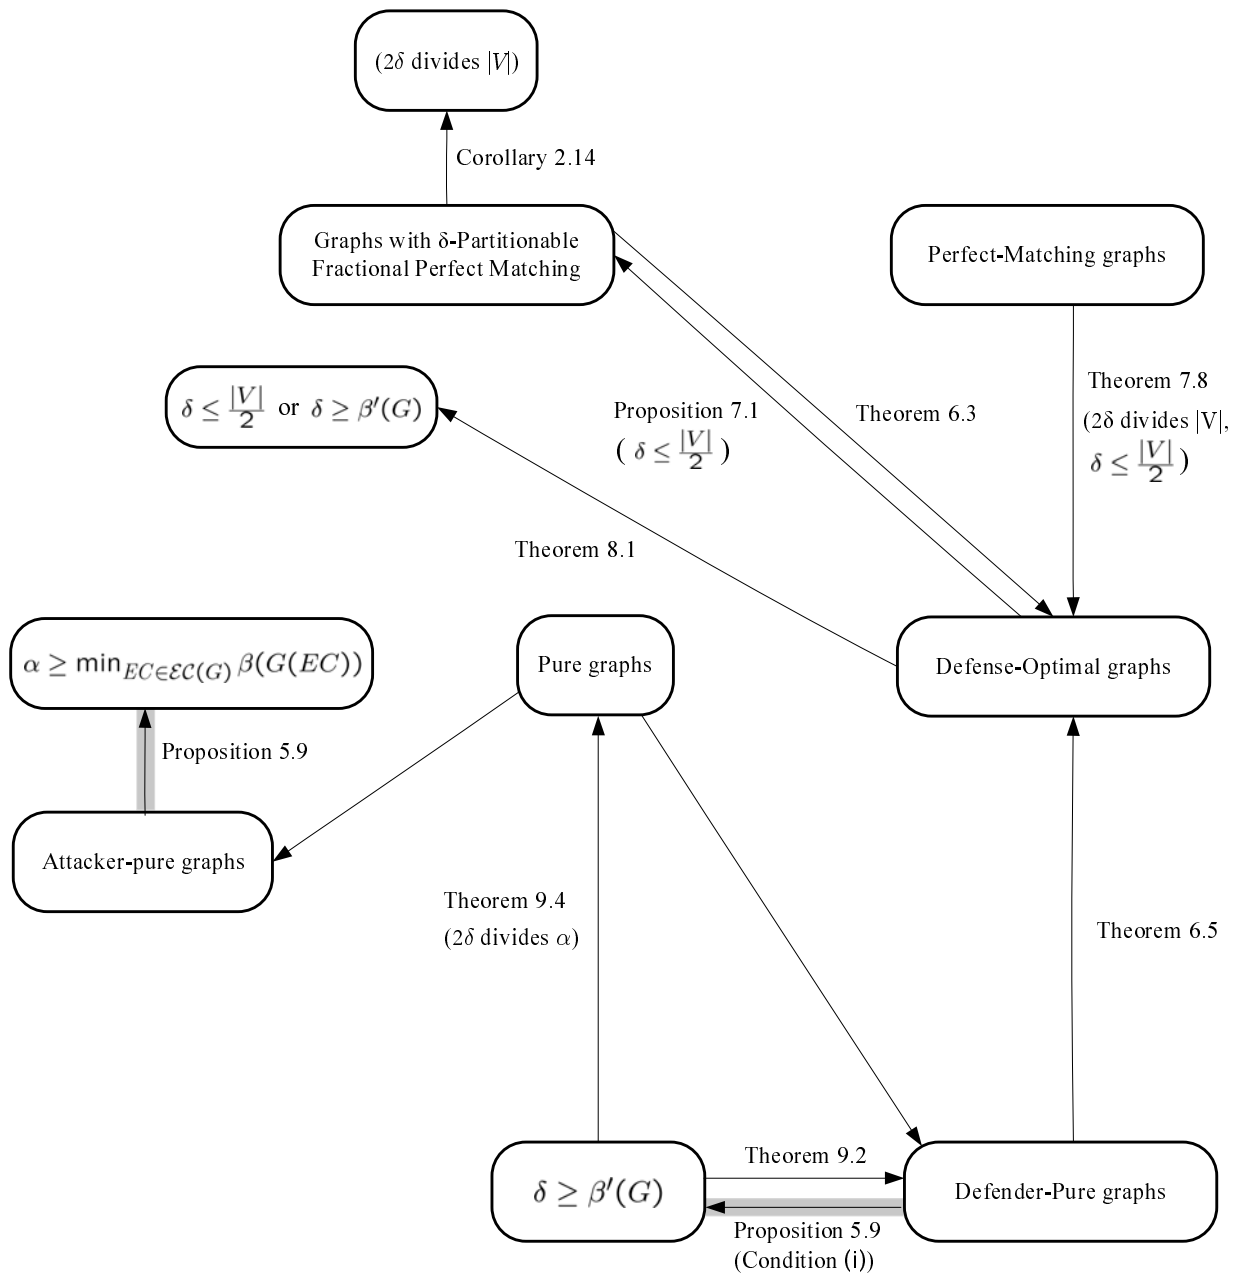 (2δ divides |V|)
Corollary 2.14
Graphs with δ-Partitionable
Fractional Perfect Matching
Perfect-Matching graphs
δ ≤ |V|/2 or δ ≥ β′(G)
Proposition 7.1
( δ ≤ |V|/2 )
Theorem 6.3
Theorem 7.8
(2δ divides |V|,
δ ≤ |V|/2 )
Theorem 8.1
α ≥ min_{EC∈𝓔𝓒(G)} β(G(EC))
Pure graphs
Defense-Optimal graphs
Proposition 5.9
Attacker-pure graphs
Theorem 9.4
(2δ divides α)
Theorem 6.5
δ ≥ β′(G)
Theorem 9.2
Defender-Pure graphs
Proposition 5.9
(Condition (i))